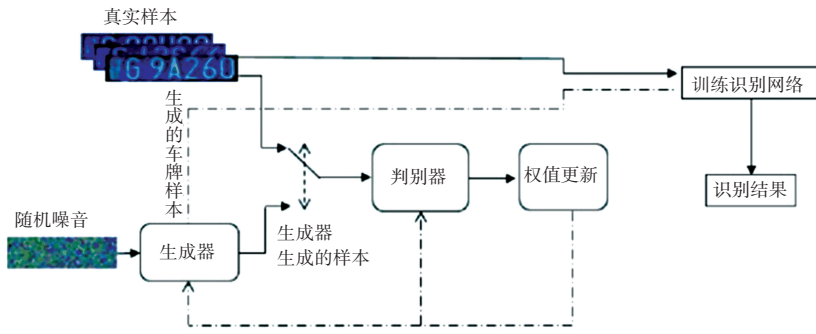 真实样本
G 9A26U
训练识别网络
生成的车牌样本
判别器
权值更新
识别结果
随机噪音
生成器
生成器
生成的样本